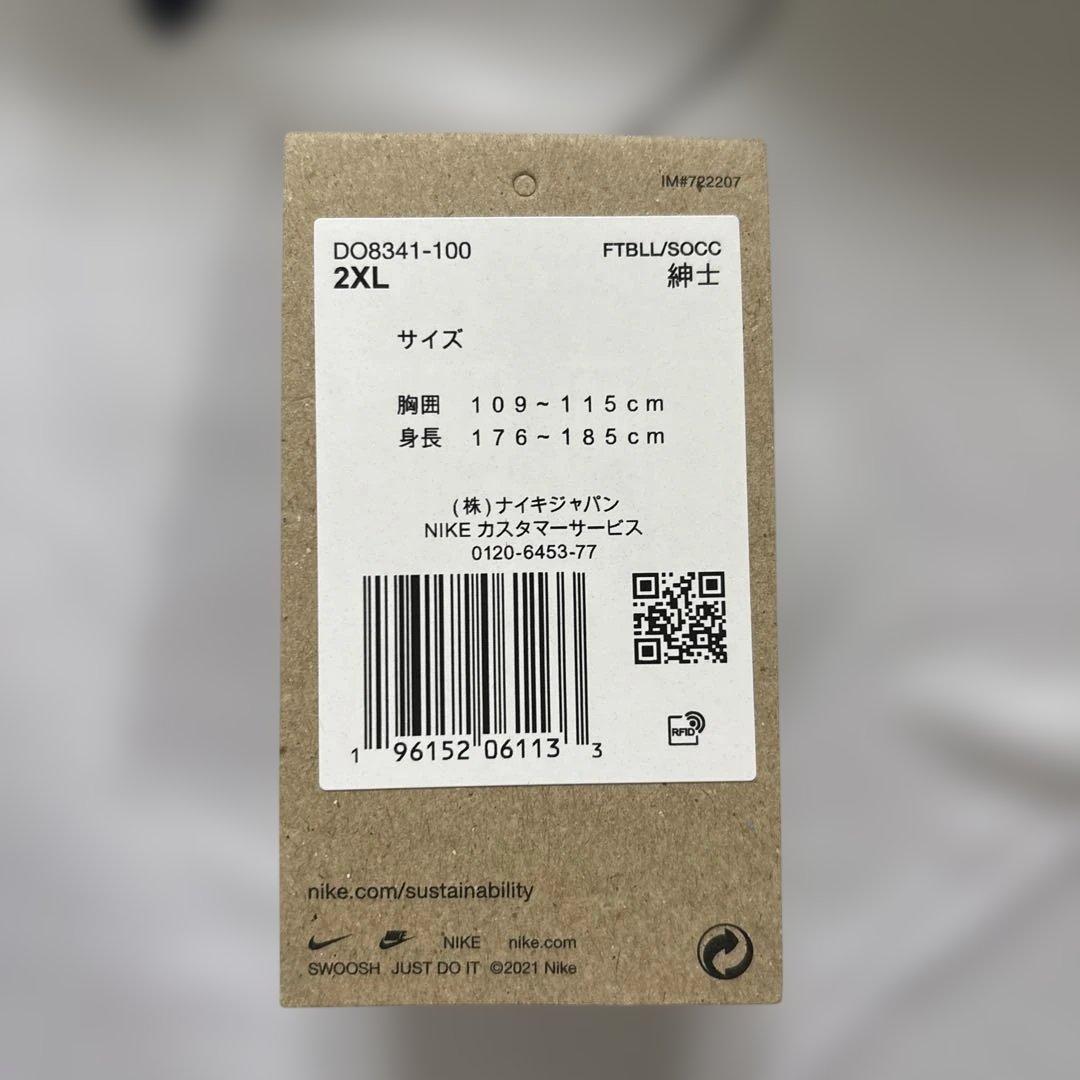 IM#722207
DO8341-100 FTBLL/SOCC
2XL 紳士
サイズ
胸囲 109~115cm
身長 176~185cm
(株)ナイキジャパン
NIKE カスタマーサービス
0120-6453-77
1 96152 06113 3
RFID
nike.com/sustainability
NIKE nike.com
SWOOSH JUST DO IT ©2021 Nike